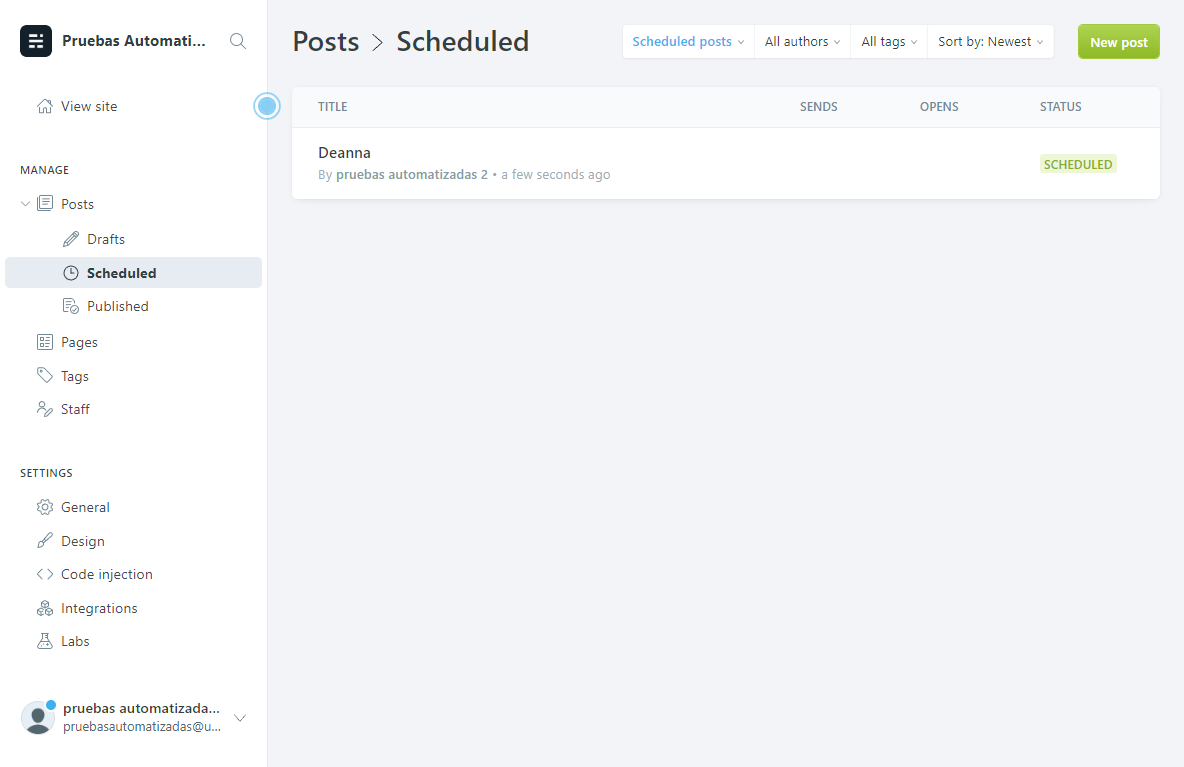 Pruebas Automati...
View site
MANAGE
Posts
Drafts
Scheduled
Published
Pages
Tags
Staff
SETTINGS
General
Design
Code injection
Integrations
Labs
pruebas automatizada...
pruebasautomatizadas@u...
Posts > Scheduled
Scheduled posts
All authors
All tags
Sort by: Newest
New post
TITLE SENDS OPENS STATUS
Deanna
By pruebas automatizadas 2 • a few seconds ago
SCHEDULED